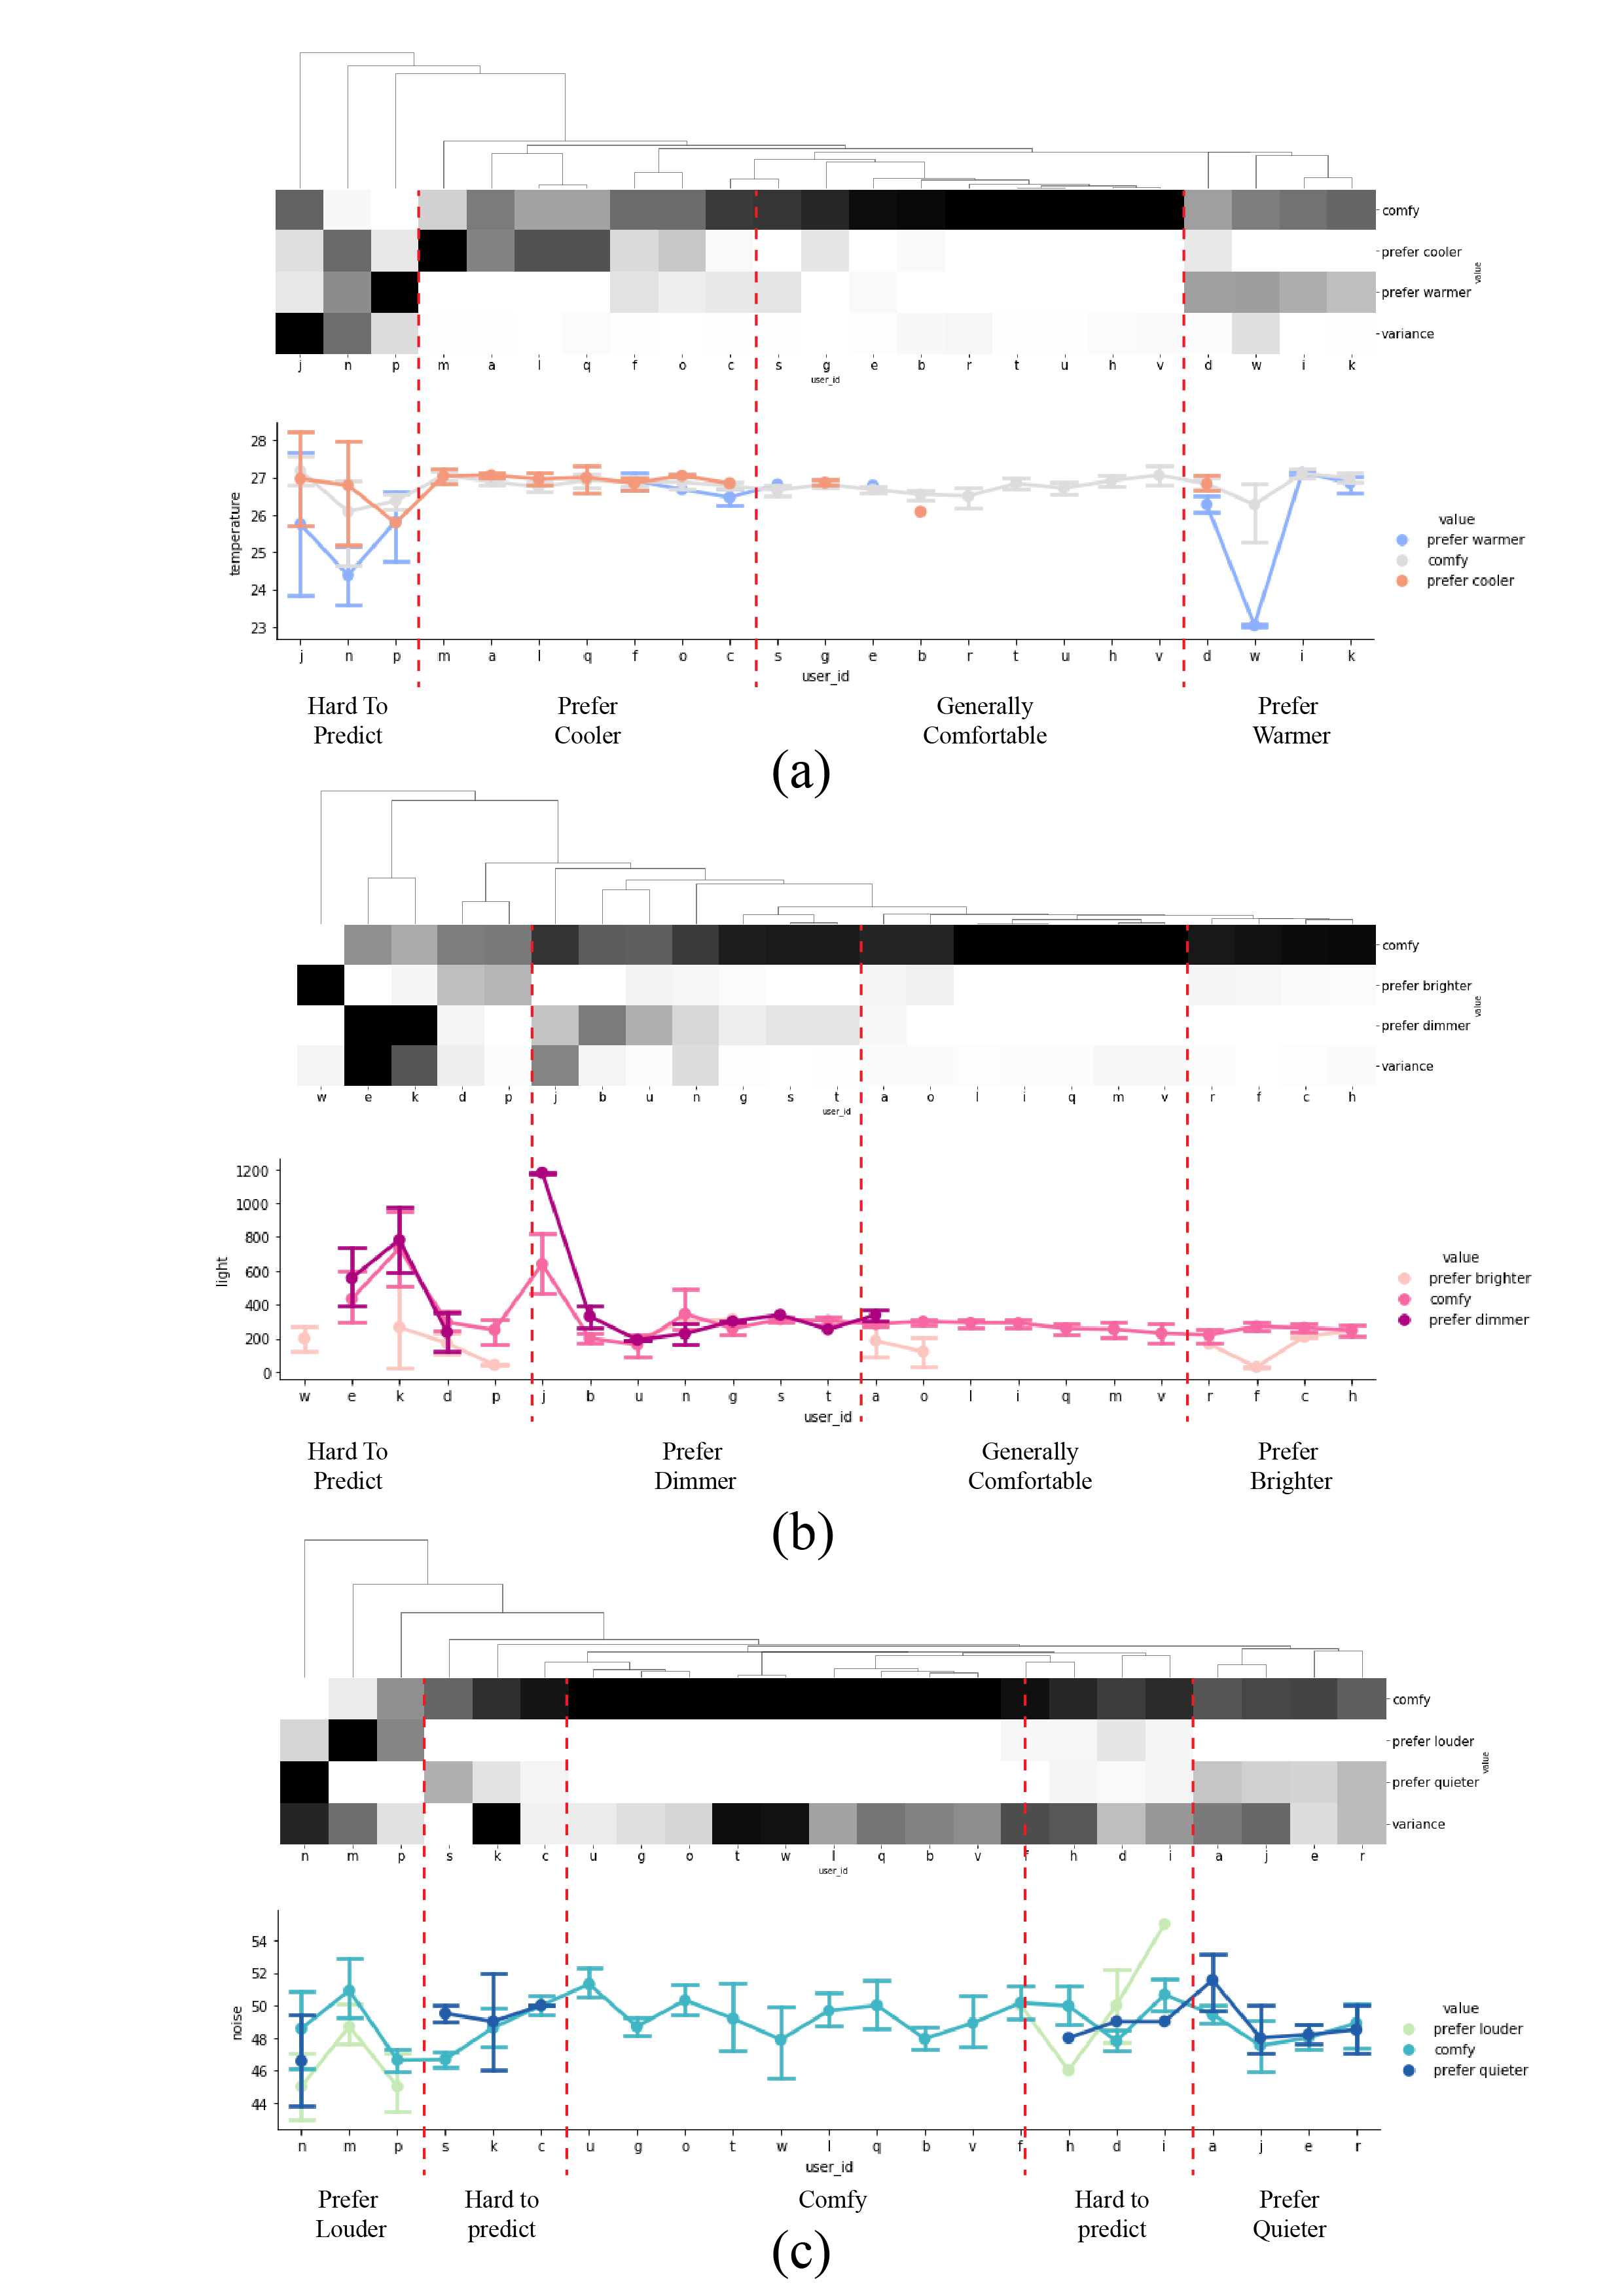 comfy
prefer cooler
prefer warmer
variance
value
j n p m a l q f o c s g e b r t u h v d w i k
user_id
28
27
26
25
24
23
temperature
value
prefer warmer
comfy
prefer cooler
j n p m a l q f o c s g e b r t u h v d w i k
user_id
Hard To
Predict
Prefer
Cooler
Generally
Comfortable
Prefer
Warmer
(a)
comfy
prefer brighter
prefer dimmer
variance
value
w e k d p j b u n g s t a o l i q m v r f c h
user_id
1200
1000
800
600
400
200
0
light
value
prefer brighter
comfy
prefer dimmer
w e k d p j b u n g s t a o l i q m v r f c h
user_id
Hard To
Predict
Prefer
Dimmer
Generally
Comfortable
Prefer
Brighter
(b)
comfy
prefer louder
prefer quieter
variance
value
n m p s k c u g o t w l q b v f h d i a j e r
user_id
54
52
50
48
46
44
noise
value
prefer louder
comfy
prefer quieter
n m p s k c u g o t w l q b v f h d i a j e r
user_id
Prefer
Louder
Hard to
predict
Comfy
Hard to
predict
Prefer
Quieter
(c)